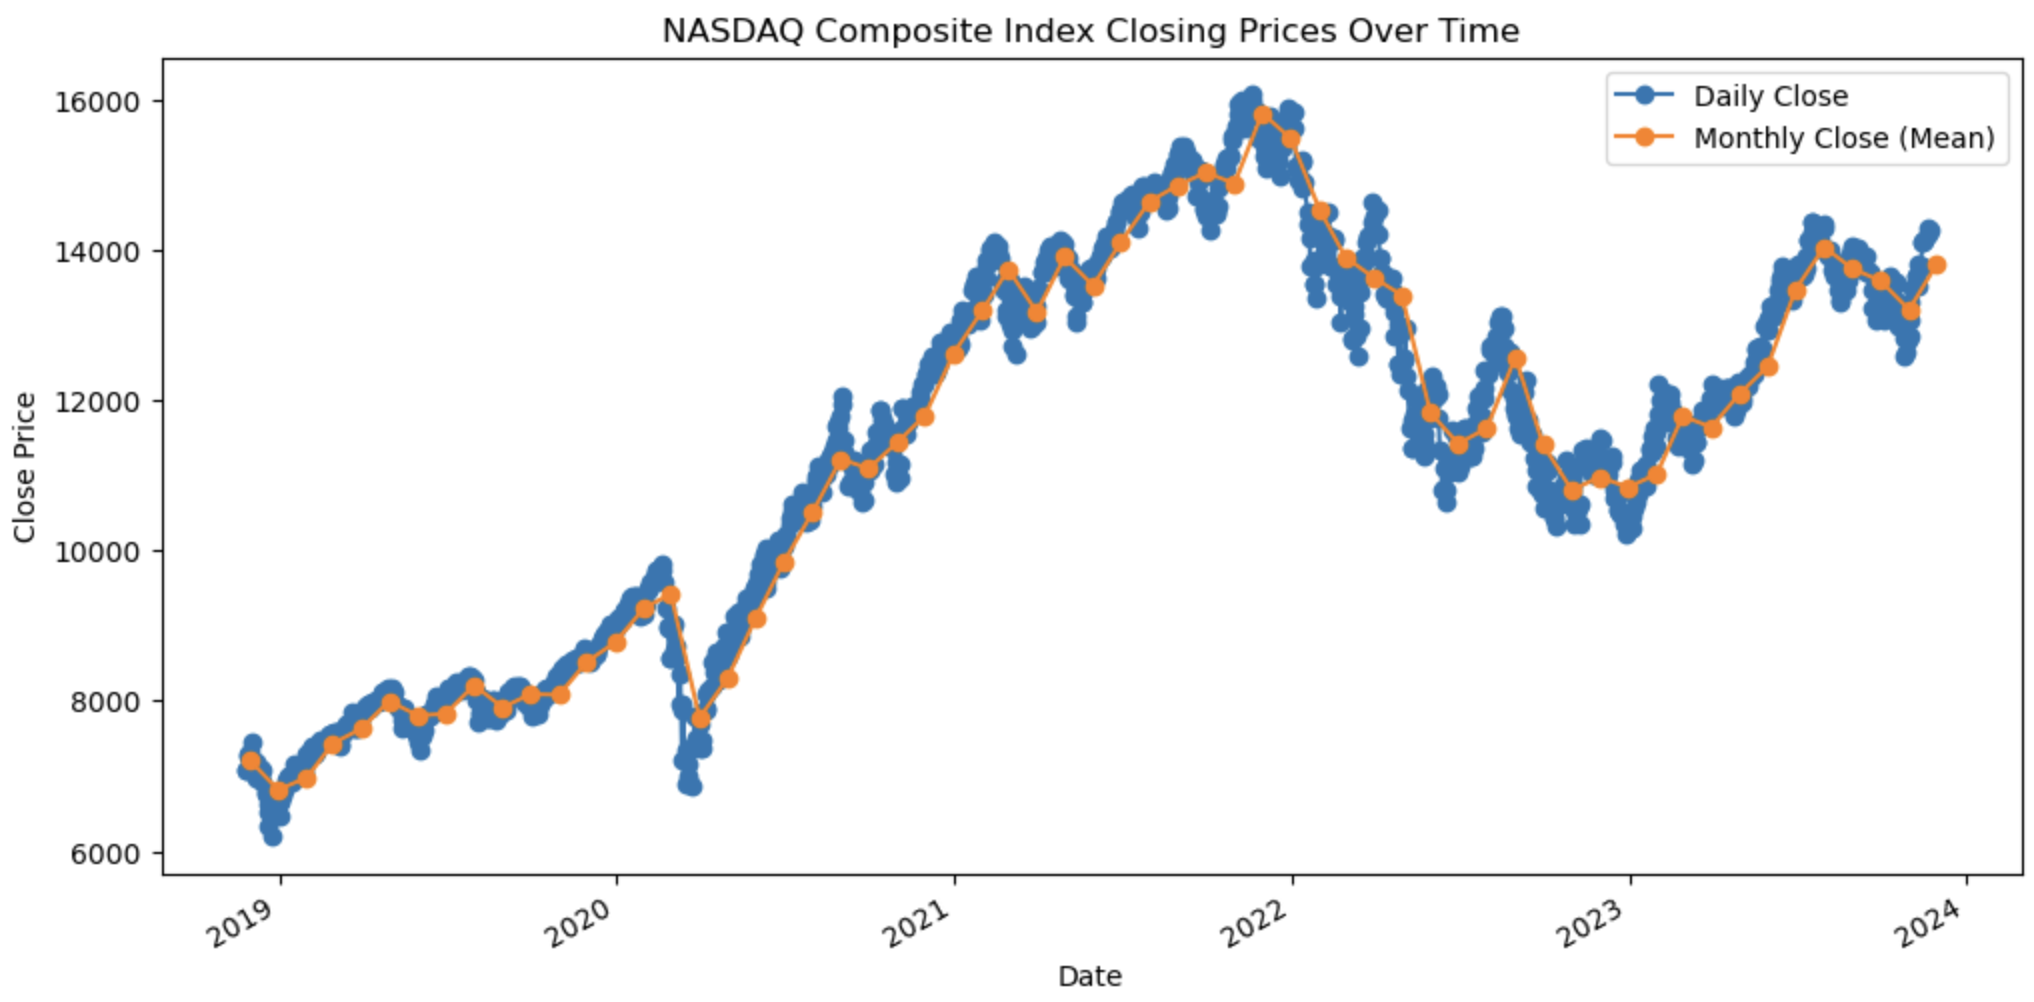 NASDAQ Composite Index Closing Prices Over Time
Daily Close
Monthly Close (Mean)
Close Price
16000
14000
12000
10000
8000
6000
2019
2020
2021
2022
2023
2024
Date